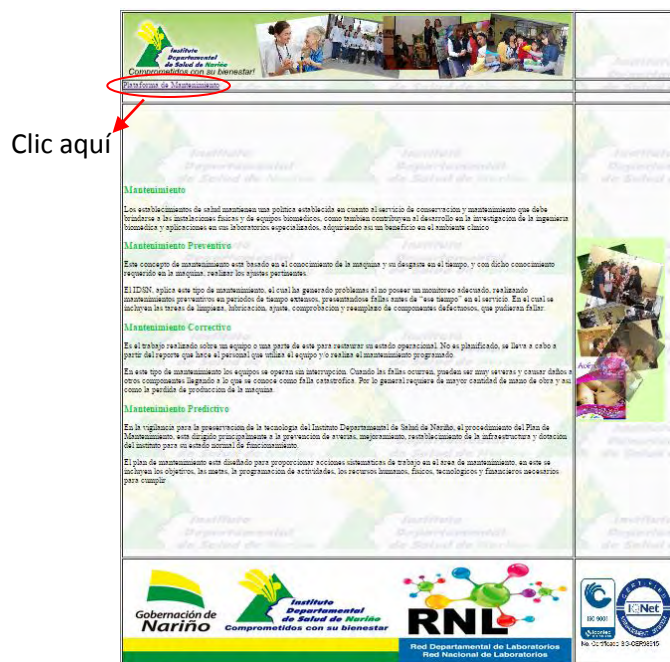 Instituto
Departamental
de Salud de Nariño
Comprometidos con su bienestar!
Plataforma de Mantenimiento
Clic aquí
Mantenimiento
Los establecimientos de salud mantienen una politica establecida en cuanto al servicio de conservacion y mantenimiento que debe
brindarse a las instalaciones fisicas y de equipos biomedicos, como tambien contribuyen al desarrollo en la investigacion de la ingenieria
biomedica y aplicaciones en sus laboratorios especializados, adquiriendo asi un beneficio en el ambiente clinico
Mantenimiento Preventivo
Este concepto de mantenimiento esta basado en el conocimiento de la maquina y su desgaste en el tiempo, y con dicho conocimiento
requerido en la maquina, realizar los ajustes pertinentes.
El IDSN, aplica este tipo de mantenimiento, el cual ha generado problemas al no poseer un monitoreo adecuado, realizando
mantenimientos preventivos en periodos de tiempo extensos, presentandose fallas antes de "ese tiempo" en el servicio. En el cual se
incluyen las tareas de limpieza, lubricacion, ajuste, comprobacion y reemplazo de componentes defectuosos, que pudieran fallar.
Mantenimiento Correctivo
Es el trabajo realizado sobre un equipo o una parte de este para restaurar su estado operacional. No es planificado, se lleva a cabo a
partir del reporte que hace el personal que utiliza el equipo y/o realiza el mantenimiento programado.
En este tipo de mantenimiento los equipos se operan sin interrupcion. Cuando las fallas ocurren, pueden ser muy severas y causar daños a
otros componentes llegando a lo que se conoce como falla catastrofica. Por lo general requiere de mayor cantidad de mano de obra y asi
como la perdida de produccion de la maquina.
Mantenimiento Predictivo
En la vigilancia para la preservacion de la tecnologia del Instituto Departamental de Salud de Nariño, el procedimiento del Plan de
Mantenimiento, esta dirigido principalmente a la prevencion de averias, mejoramiento, restablecimiento de la infraestructura y dotacion
del instituto para su estado normal de funcionamiento.
El plan de mantenimiento esta diseñado para proporcionar acciones sistematicas de trabajo en el area de mantenimiento, en este se
incluyen los objetivos, las metas, la programacion de actividades, los recursos humanos, fisicos, tecnologicos y financieros necesarios
para cumplir
Gobernación de
Nariño
Instituto
Departamental
de Salud de Nariño
Comprometidos con su bienestar
RNL
Red Departamental de Laboratorios
Red Nacional de Laboratorios
ISO 9001
icontec
CERTIFIED
IQNet
MANAGEMENT SYSTEM